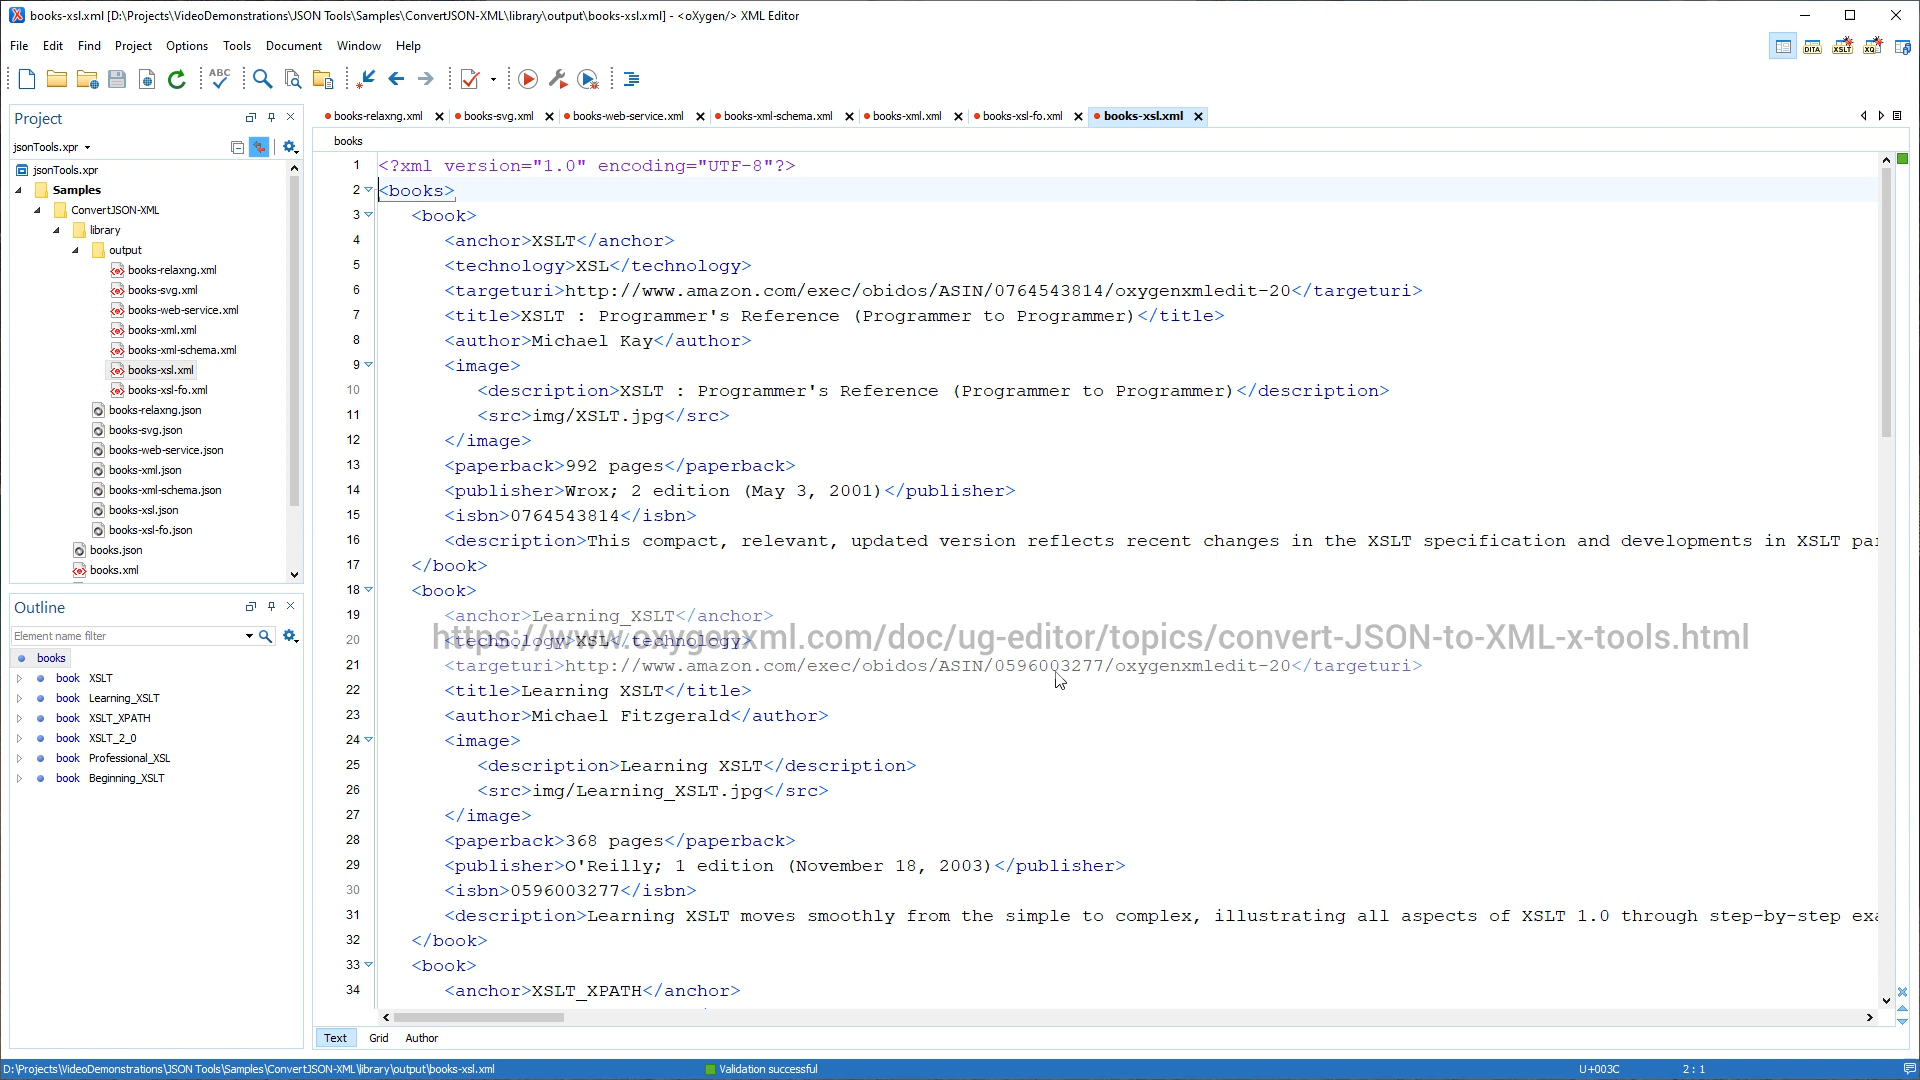 books-xsl.xml [D:\Projects\VideoDemonstrations\JSON Tools\Samples\ConvertJSON-XML\library\output\books-xsl.xml] - <oXygen/> XML Editor
File Edit Find Project Options Tools Document Window Help
DITA XSLT XQ
ABC
Project
jsonTools.xpr
jsonTools.xpr
Samples
ConvertJSON-XML
library
output
books-relaxng.xml
books-svg.xml
books-web-service.xml
books-xml.xml
books-xml-schema.xml
books-xsl.xml
books-xsl-fo.xml
books-relaxng.json
books-svg.json
books-web-service.json
books-xml.json
books-xml-schema.json
books-xsl.json
books-xsl-fo.json
books.json
books.xml
Outline
Element name filter
books
book XSLT
book Learning_XSLT
book XSLT_XPATH
book XSLT_2_0
book Professional_XSL
book Beginning_XSLT
books-relaxng.xml books-svg.xml books-web-service.xml books-xml-schema.xml books-xml.xml books-xsl-fo.xml books-xsl.xml
books
1 <?xml version="1.0" encoding="UTF-8"?>
2 <books>
3 <book>
4 <anchor>XSLT</anchor>
5 <technology>XSL</technology>
6 <targeturi>http://www.amazon.com/exec/obidos/ASIN/0764543814/oxygenxmledit-20</targeturi>
7 <title>XSLT : Programmer's Reference (Programmer to Programmer)</title>
8 <author>Michael Kay</author>
9 <image>
10 <description>XSLT : Programmer's Reference (Programmer to Programmer)</description>
11 <src>img/XSLT.jpg</src>
12 </image>
13 <paperback>992 pages</paperback>
14 <publisher>Wrox; 2 edition (May 3, 2001)</publisher>
15 <isbn>0764543814</isbn>
16 <description>This compact, relevant, updated version reflects recent changes in the XSLT specification and developments in XSLT par
17 </book>
18 <book>
19 <anchor>Learning_XSLT</anchor>
20 <technology>XSL</technology>
https://www.oxygenxml.com/doc/ug-editor/topics/convert-JSON-to-XML-x-tools.html
21 <targeturi>http://www.amazon.com/exec/obidos/ASIN/0596003277/oxygenxmledit-20</targeturi>
22 <title>Learning XSLT</title>
23 <author>Michael Fitzgerald</author>
24 <image>
25 <description>Learning XSLT</description>
26 <src>img/Learning_XSLT.jpg</src>
27 </image>
28 <paperback>368 pages</paperback>
29 <publisher>O'Reilly; 1 edition (November 18, 2003)</publisher>
30 <isbn>0596003277</isbn>
31 <description>Learning XSLT moves smoothly from the simple to complex, illustrating all aspects of XSLT 1.0 through step-by-step exa
32 </book>
33 <book>
34 <anchor>XSLT_XPATH</anchor>
Text Grid Author
D:\Projects\VideoDemonstrations\JSON Tools\Samples\ConvertJSON-XML\library\output\books-xsl.xml Validation successful U+003C 2 : 1